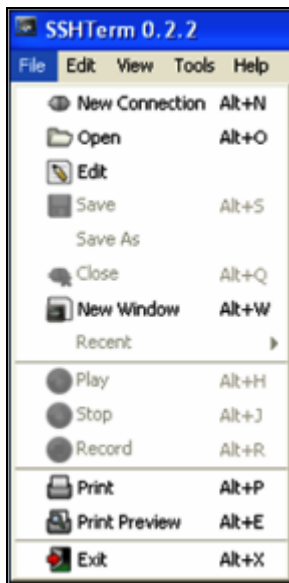 SSHTerm 0.2.2
File Edit View Tools Help
New Connection Alt+N
Open Alt+O
Edit
Save Alt+S
Save As
Close Alt+Q
New Window Alt+W
Recent
Play Alt+H
Stop Alt+J
Record Alt+R
Print Alt+P
Print Preview Alt+E
Exit Alt+X